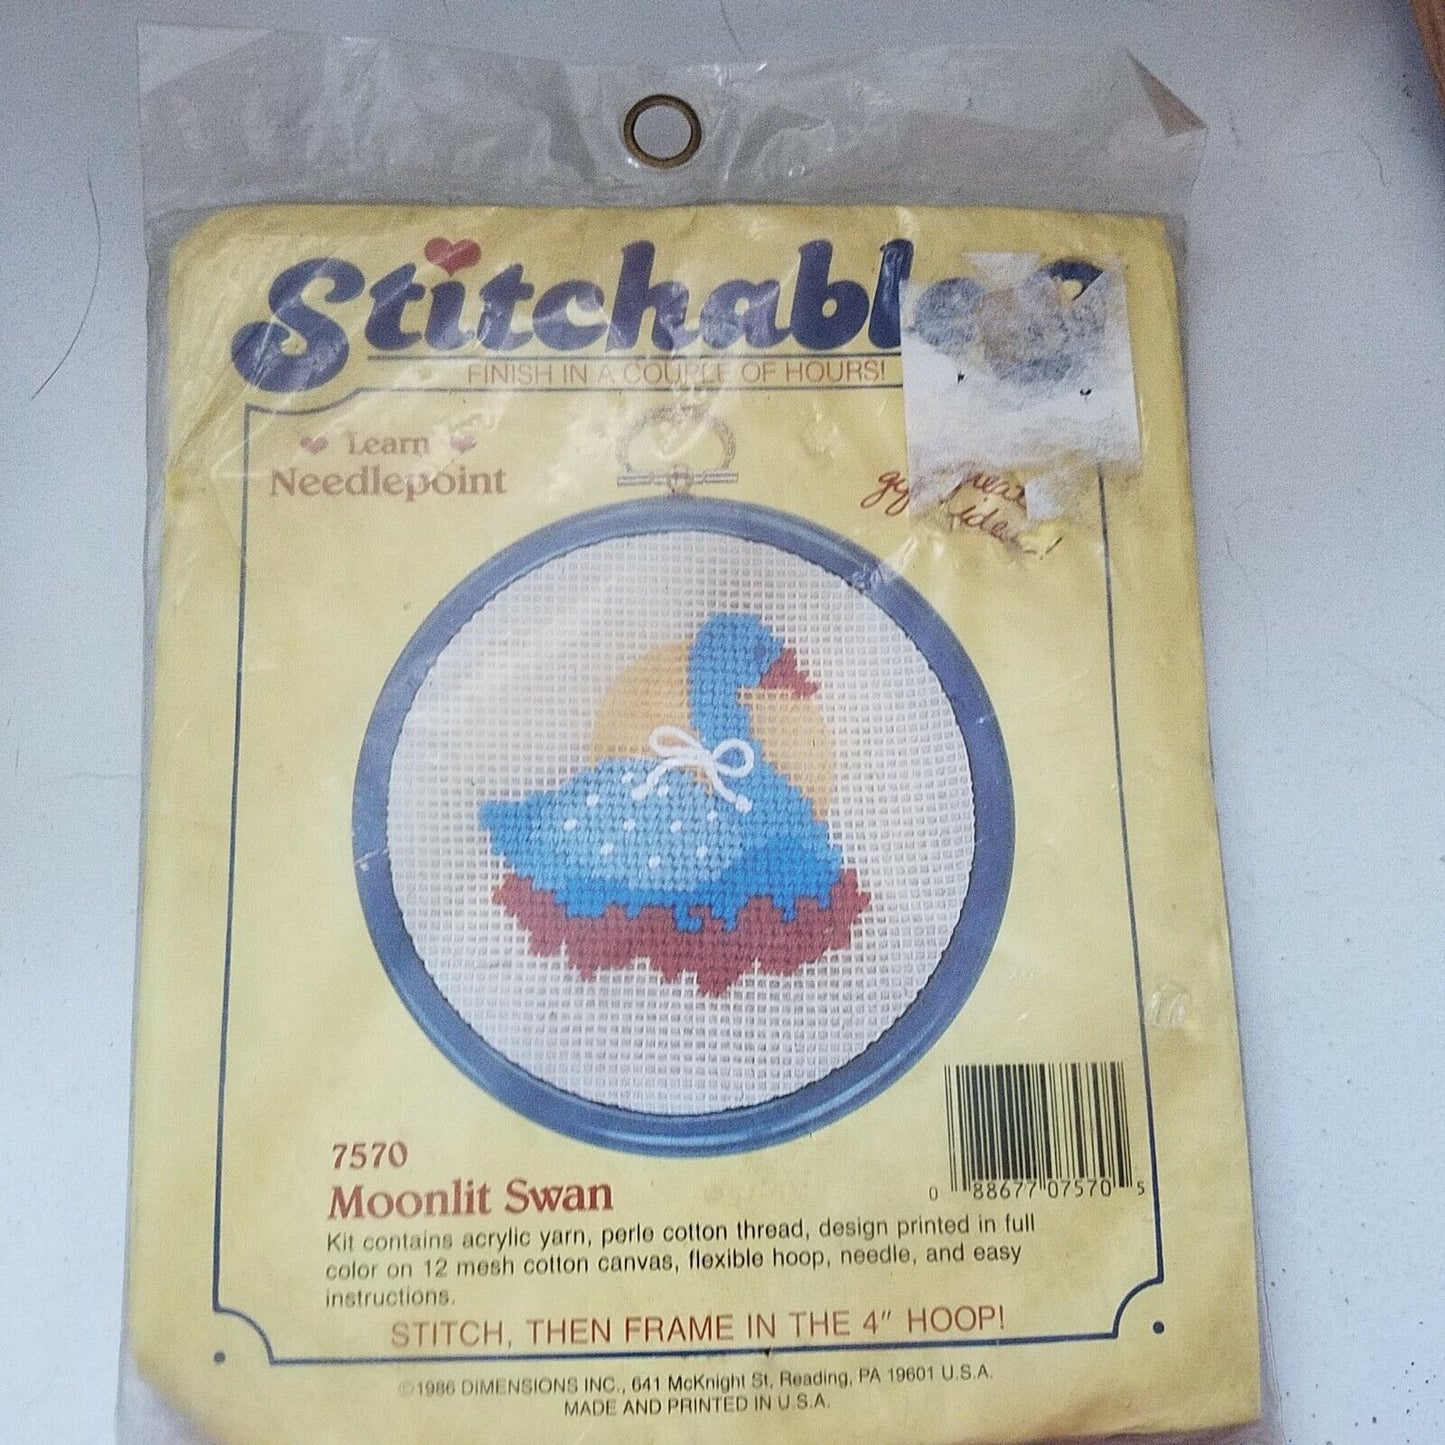 Stitchables
FINISH IN A COUPLE OF HOURS!
Learn
Needlepoint
great
idea!
7570
Moonlit Swan
Kit contains acrylic yarn, perle cotton thread, design printed in full
color on 12 mesh cotton canvas, flexible hoop, needle, and easy
instructions.
0 88677 07570 5
STITCH, THEN FRAME IN THE 4" HOOP!
©1986 DIMENSIONS INC., 641 McKnight St, Reading, PA 19601 U.S.A.
MADE AND PRINTED IN U.S.A.